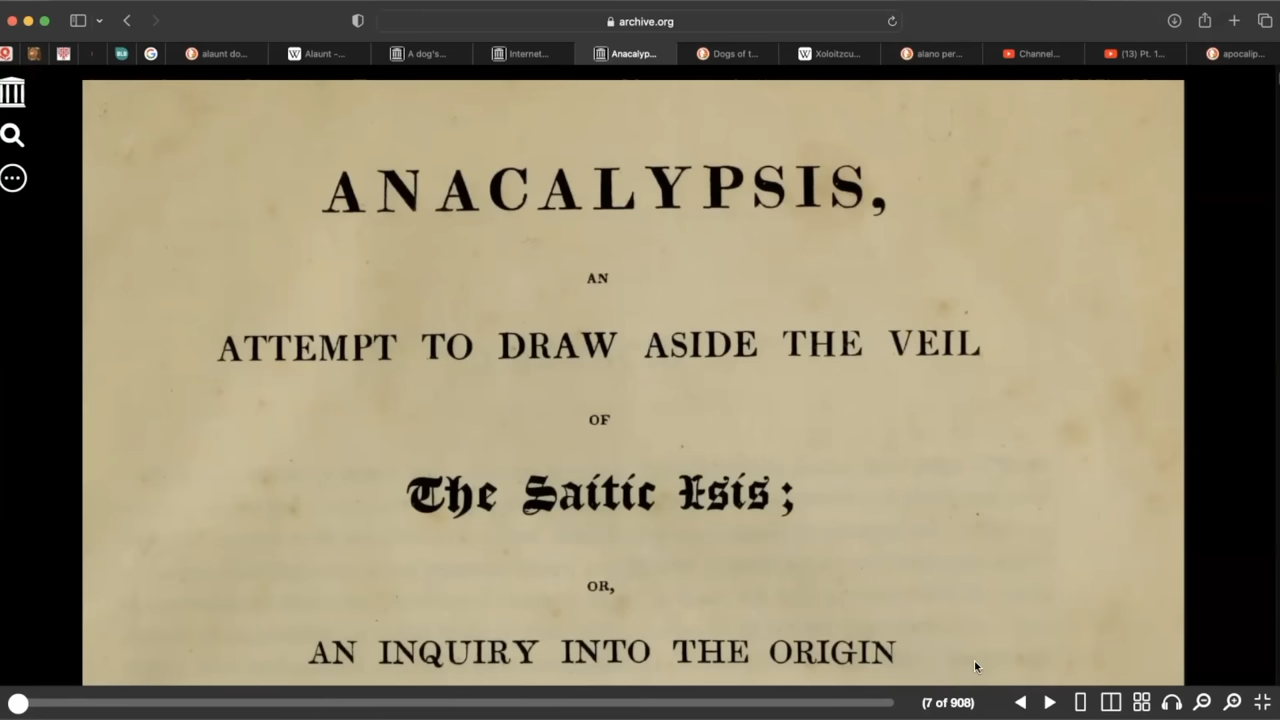 archive.org
alaunt do...
Alaunt –...
A dog's...
Internet...
Anacalyp...
Dogs of t...
Xoloitzcu...
alano per...
Channel...
(13) Pt. 1...
apocalip...
ANACALYPSIS,
AN
ATTEMPT TO DRAW ASIDE THE VEIL
OF
The Saitic Isis;
OR,
AN INQUIRY INTO THE ORIGIN
(7 of 908)